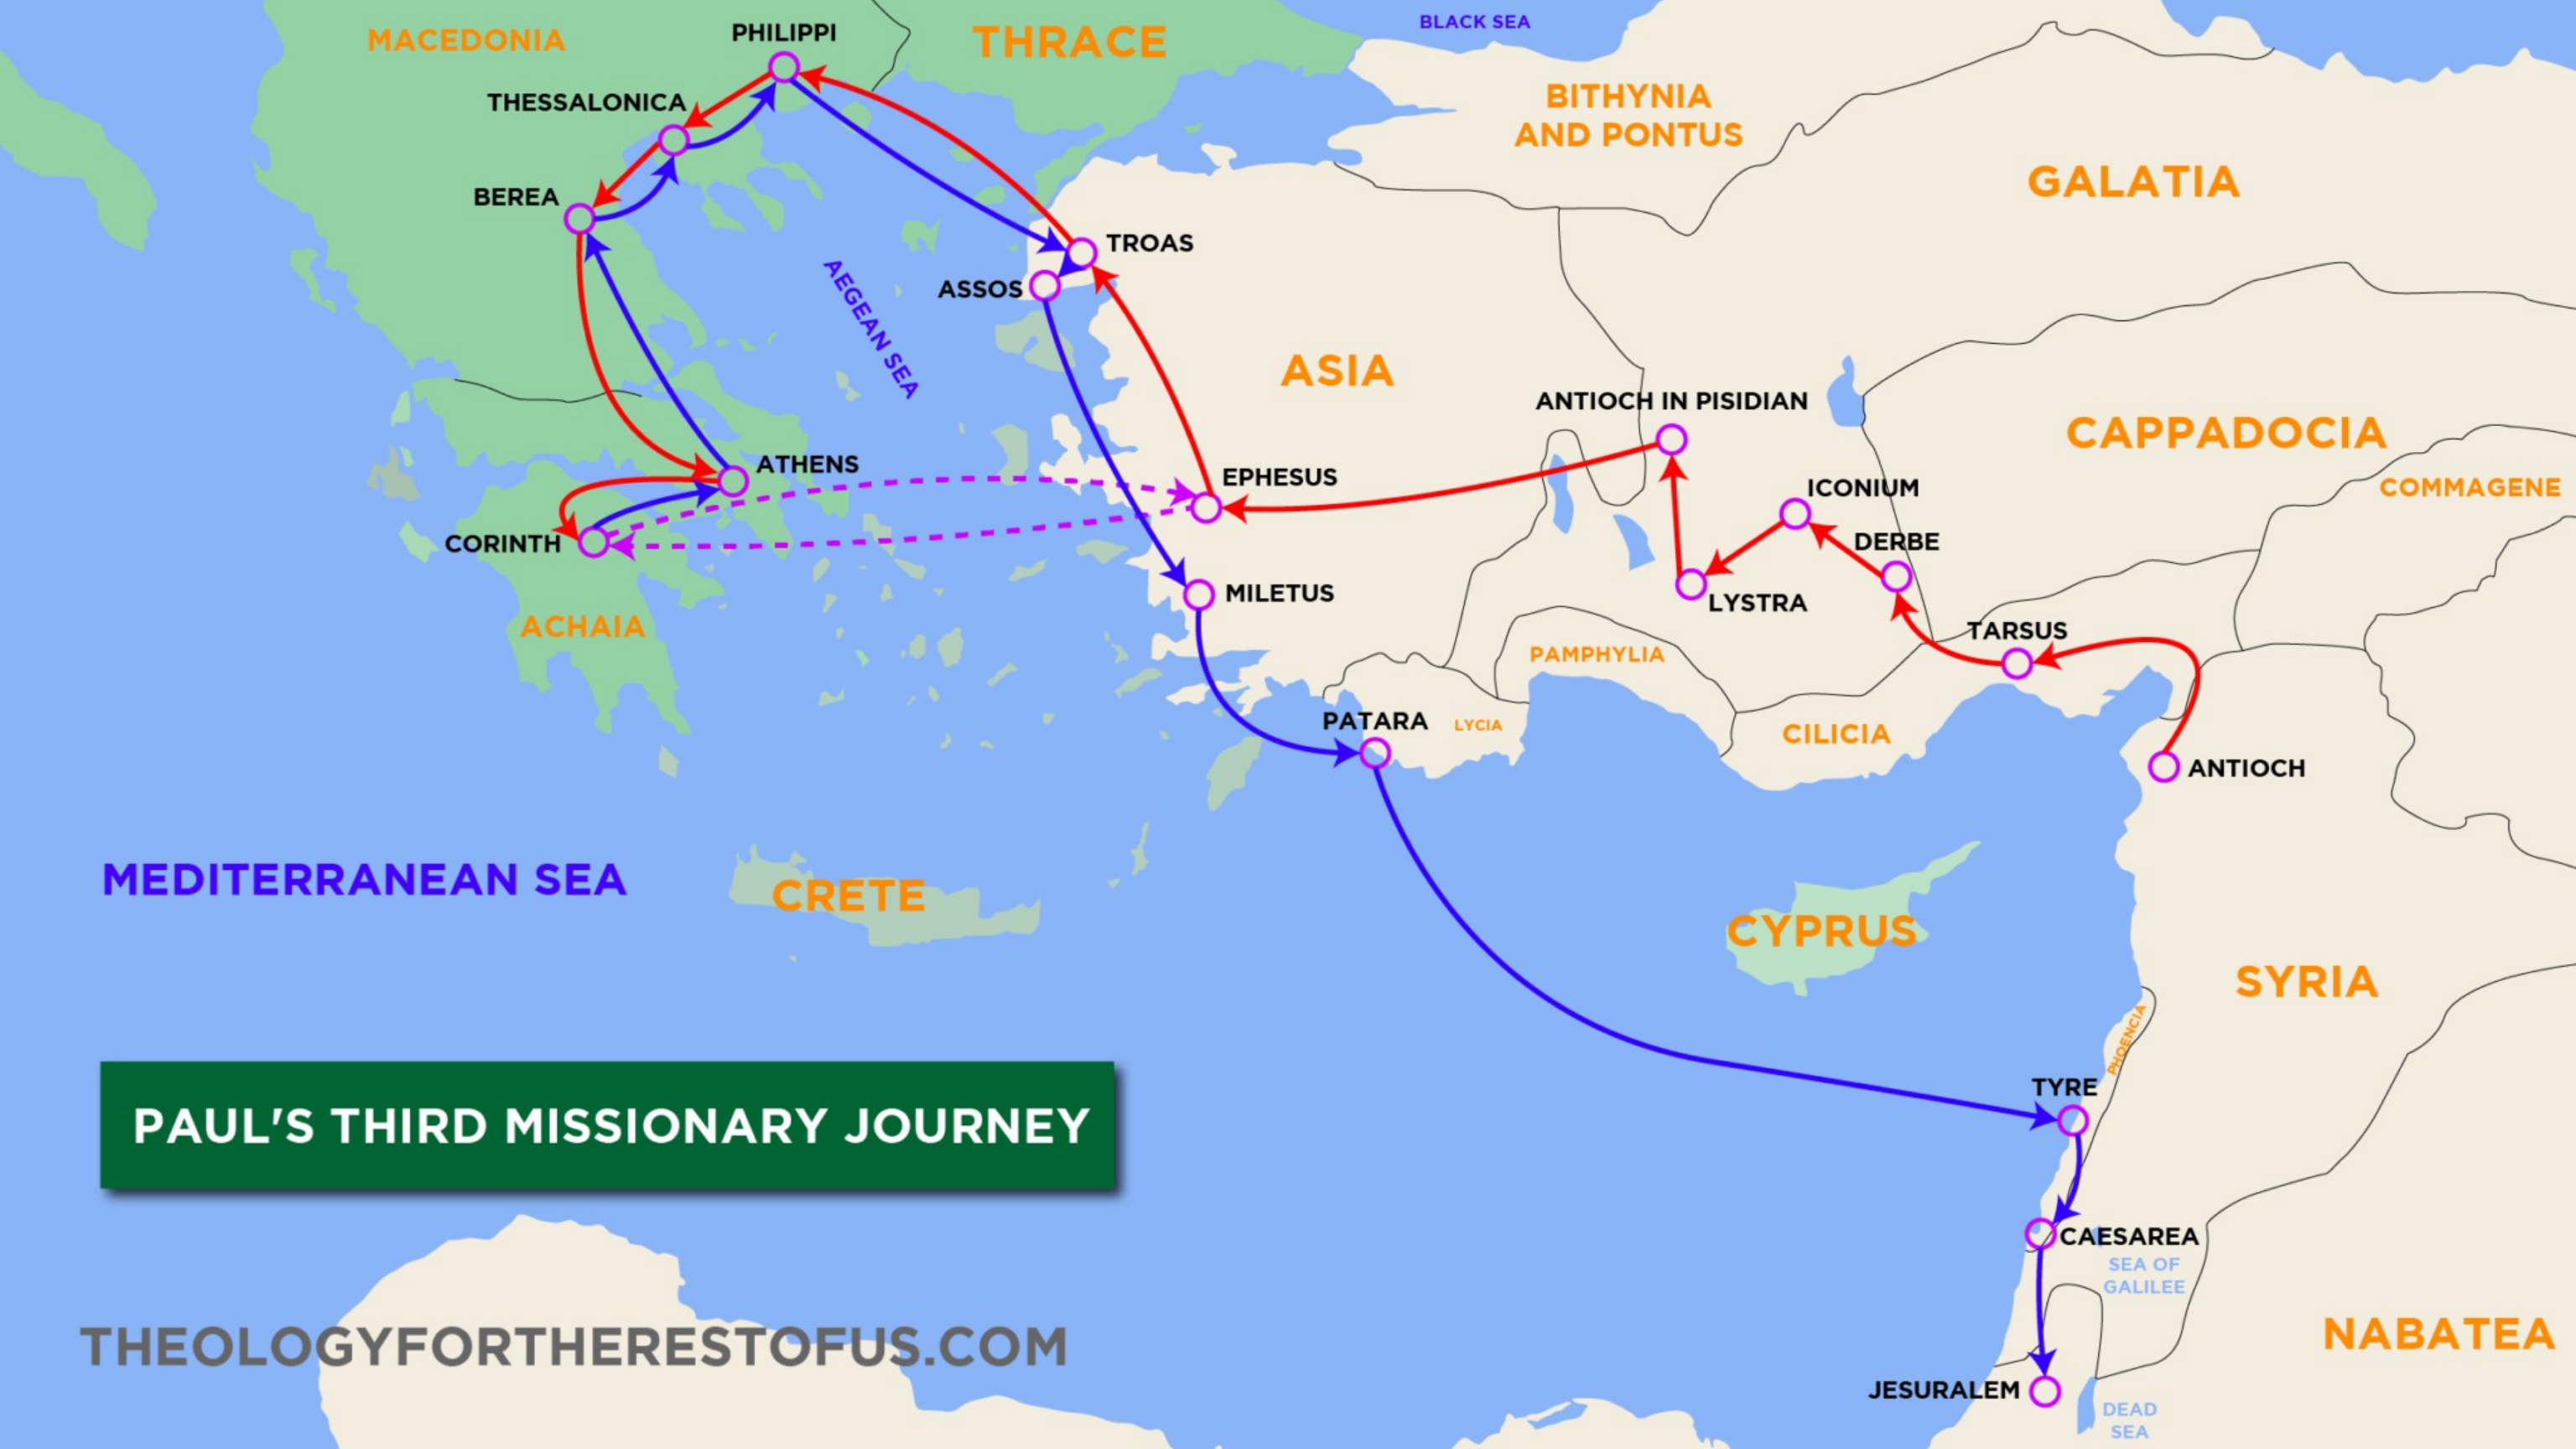 BLACK SEA
MACEDONIA
PHILIPPI
THRACE
THESSALONICA
BITHYNIA
AND PONTUS
GALATIA
BEREA
TROAS
ASSOS
AEGEAN SEA
ASIA
ANTIOCH IN PISIDIAN
CAPPADOCIA
ATHENS
EPHESUS
ICONIUM
COMMAGENE
CORINTH
DERBE
MILETUS
LYSTRA
ACHAIA
TARSUS
PAMPHYLIA
PATARA
LYCIA
CILICIA
ANTIOCH
MEDITERRANEAN SEA
CRETE
CYPRUS
SYRIA
PHOENCIA
TYRE
PAUL'S THIRD MISSIONARY JOURNEY
CAESAREA
SEA OF
GALILEE
THEOLOGYFORTHERESTOFUS.COM
NABATEA
JESURALEM
DEAD
SEA